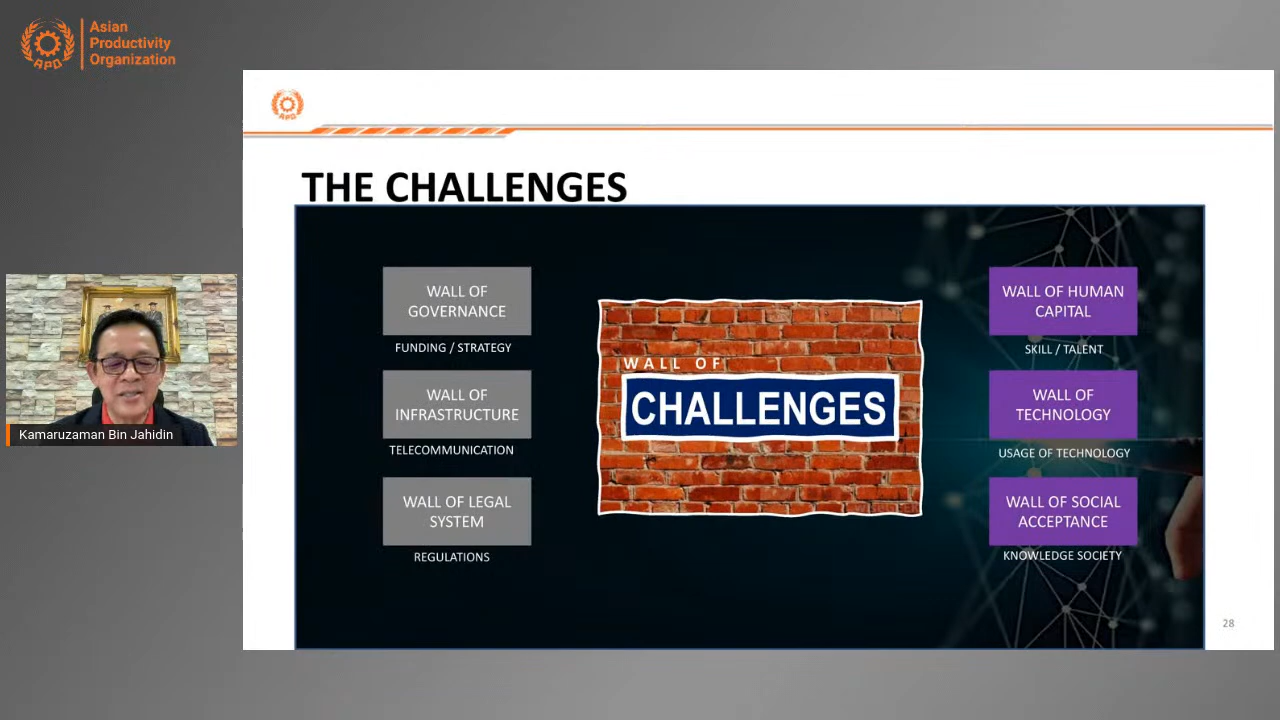 Asian
Productivity
Organization
APO
APO
THE CHALLENGES
WALL OF
GOVERNANCE
FUNDING / STRATEGY
WALL OF
INFRASTRUCTURE
TELECOMMUNICATION
WALL OF LEGAL
SYSTEM
REGULATIONS
WALL OF
CHALLENGES
WALL OF HUMAN
CAPITAL
SKILL / TALENT
WALL OF
TECHNOLOGY
USAGE OF TECHNOLOGY
WALL OF SOCIAL
ACCEPTANCE
KNOWLEDGE SOCIETY
28
Kamaruzaman Bin Jahidin